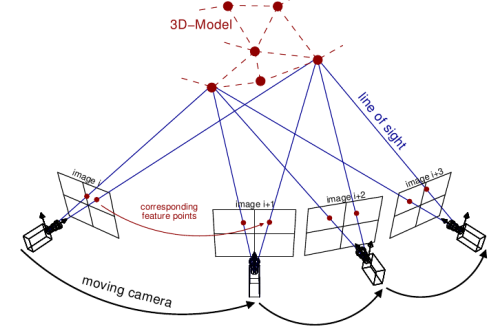 3D−Model
line of sight
image i
image i+1
image i+2
image i+3
corresponding
feature points
moving camera